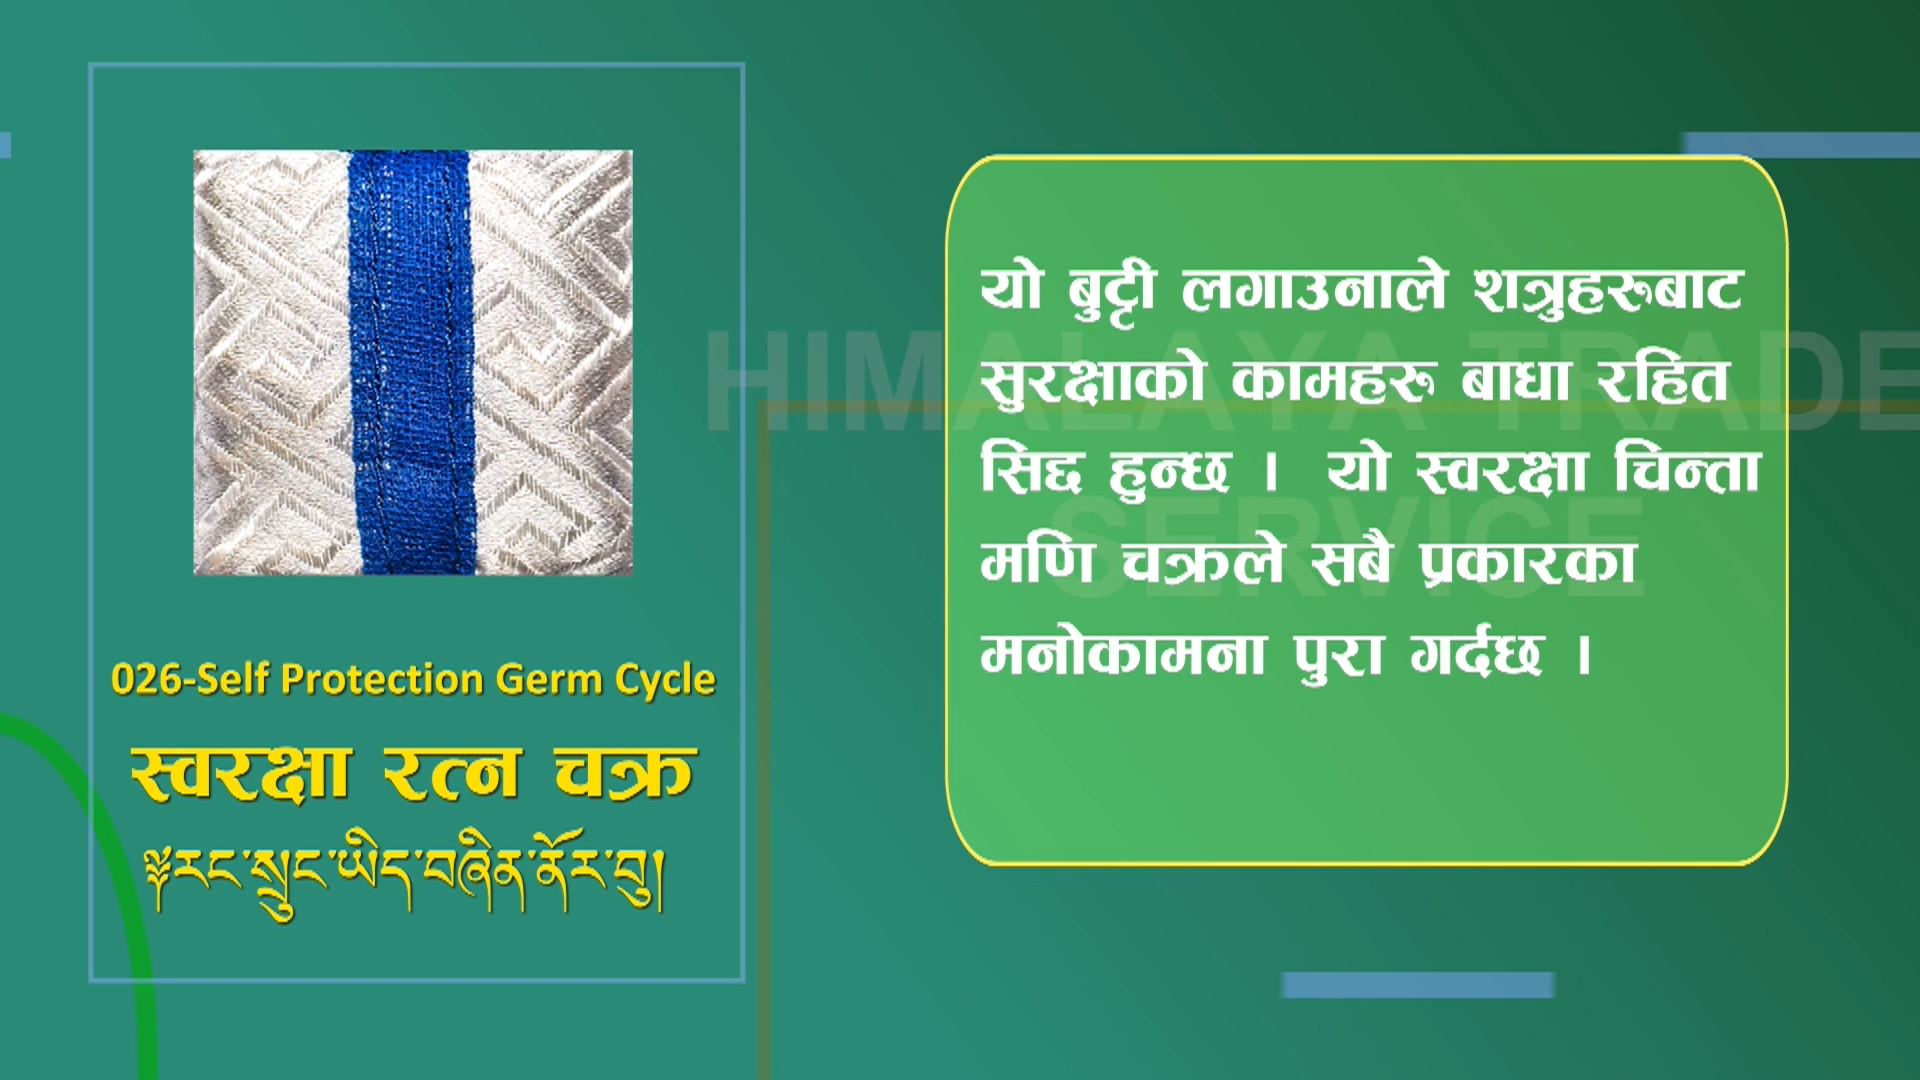 026-Self Protection Germ Cycle
स्वरक्षा रत्न चक्र
༄རང་སྲུང་ཡིད་བཞིན་ནོར་བུ།
यो बुट्टी लगाउनाले शत्रुहरुबाट
सुरक्षाको कामहरु बाधा रहित
सिद्द हुन्छ । यो स्वरक्षा चिन्ता
मणि चक्रले सबै प्रकारका
मनोकामना पुरा गर्दछ ।
HIMALAYA TRADE
SERVICE